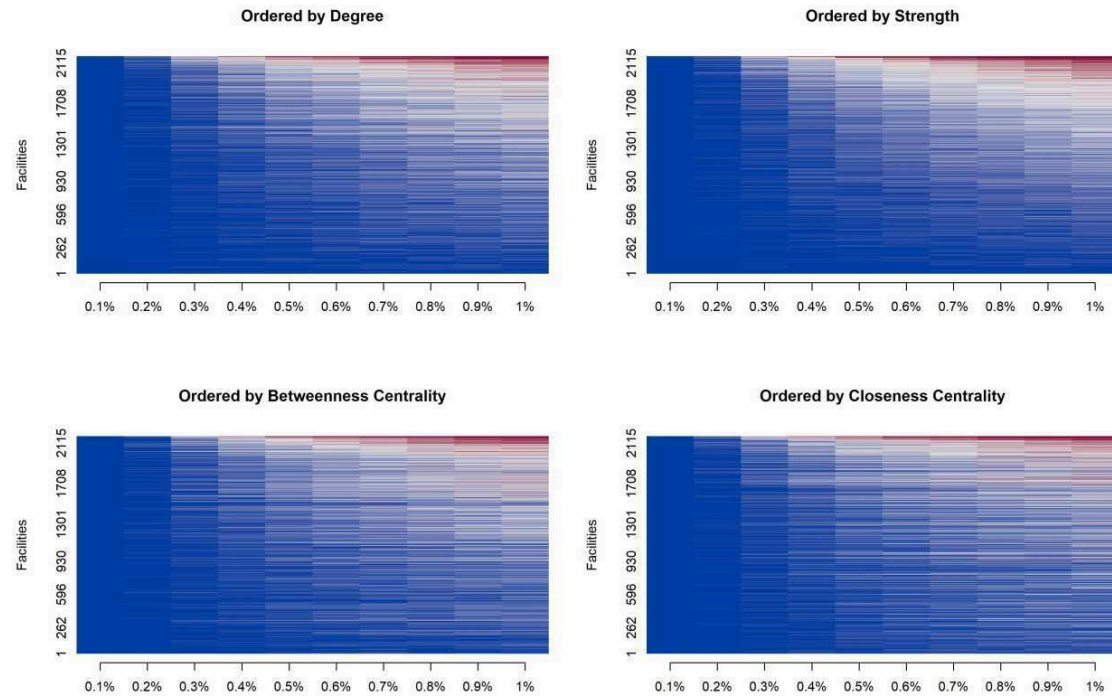 Ordered by Degree
Facilities
2115
1708
1301
930
596
262
1
0.1% 0.2% 0.3% 0.4% 0.5% 0.6% 0.7% 0.8% 0.9% 1%
Ordered by Strength
Facilities
2115
1708
1301
930
596
262
1
0.1% 0.2% 0.3% 0.4% 0.5% 0.6% 0.7% 0.8% 0.9% 1%
Ordered by Betweenness Centrality
Facilities
2115
1708
1301
930
596
262
1
0.1% 0.2% 0.3% 0.4% 0.5% 0.6% 0.7% 0.8% 0.9% 1%
Ordered by Closeness Centrality
Facilities
2115
1708
1301
930
596
262
1
0.1% 0.2% 0.3% 0.4% 0.5% 0.6% 0.7% 0.8% 0.9% 1%